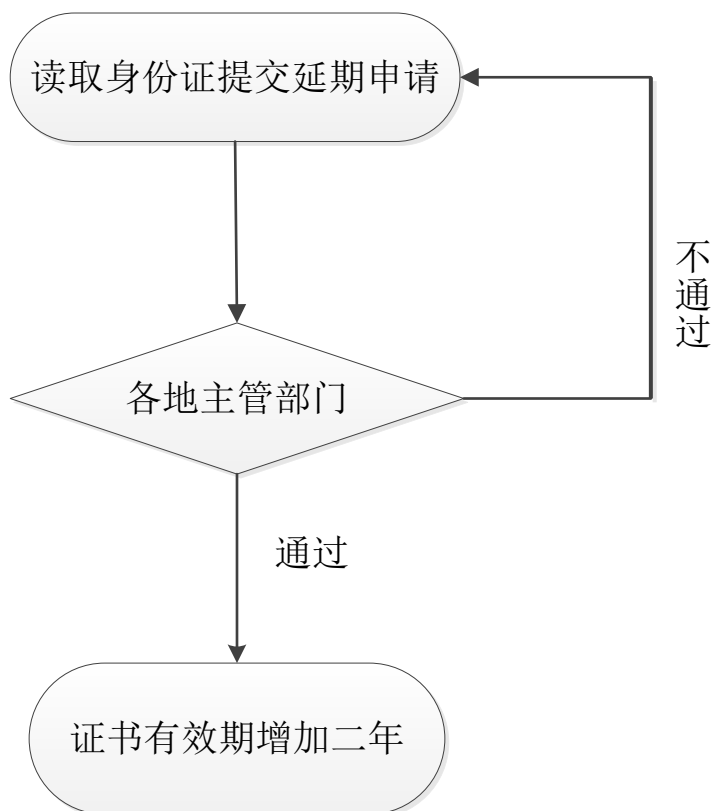 读取身份证提交延期申请
不通过
各地主管部门
通过
证书有效期增加二年